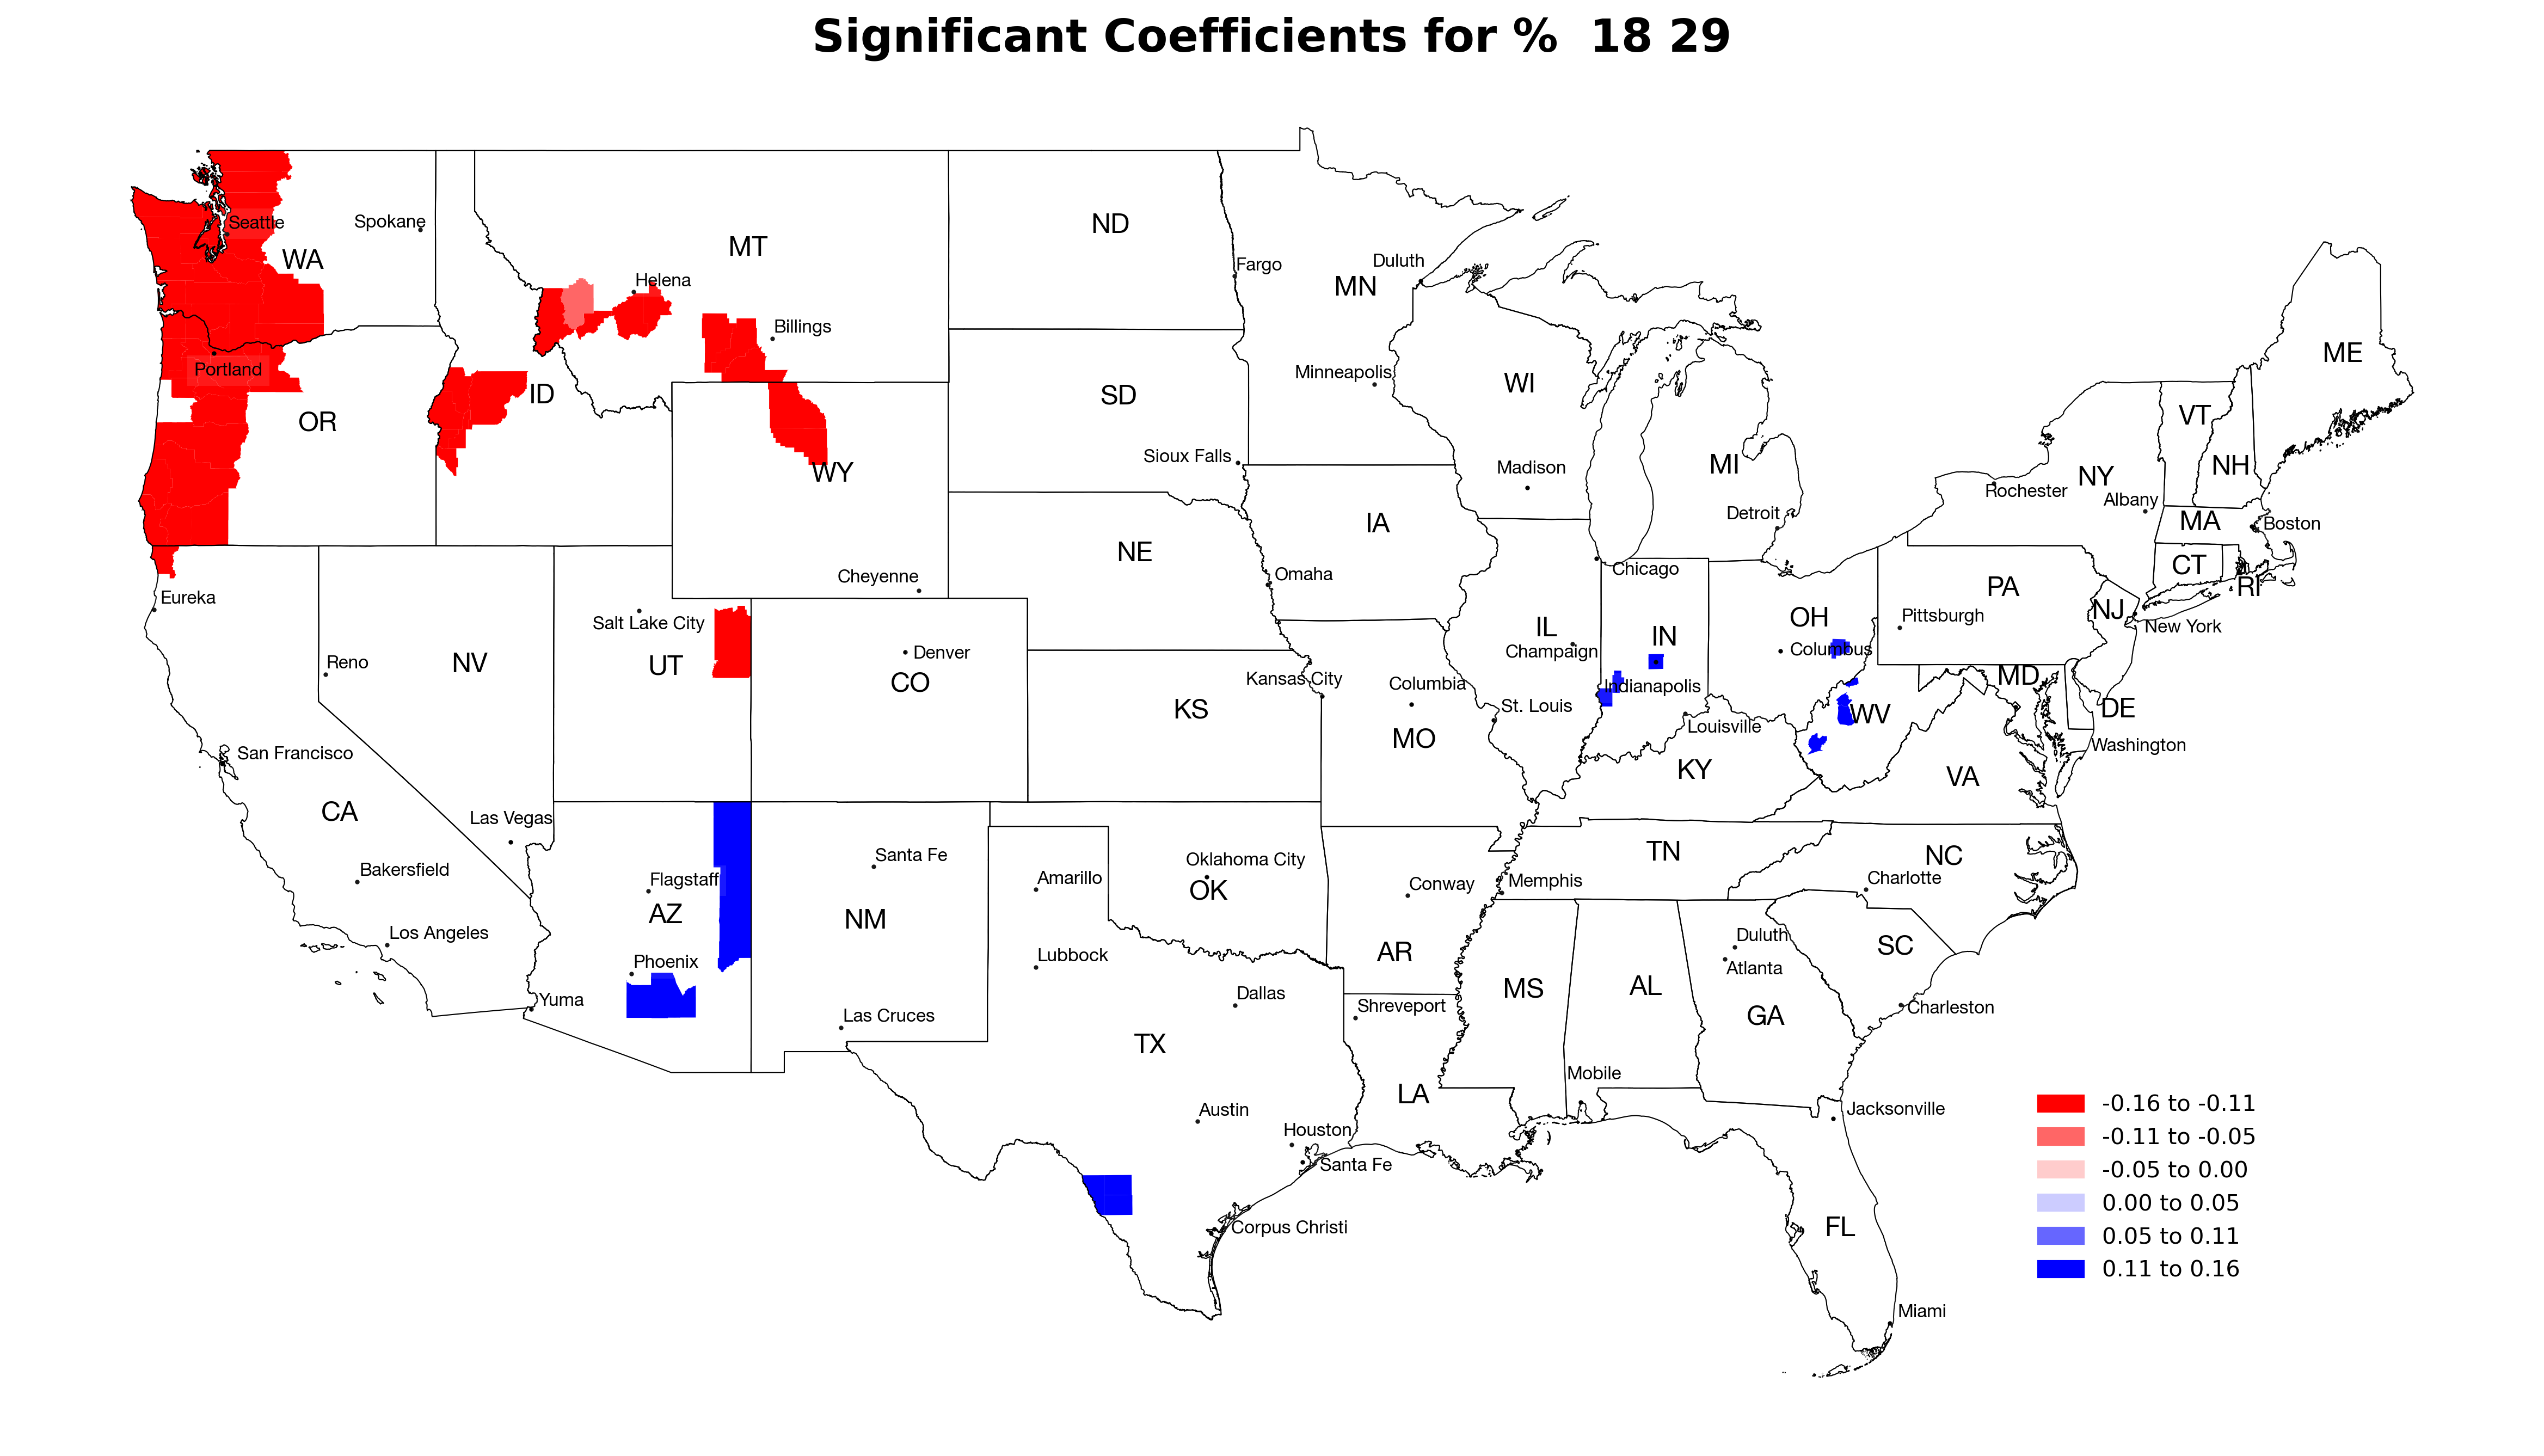 Significant Coefficients for %  18 29
Seattle
Spokane
WA
MT
Helena
ND
Fargo
Duluth
MN
Billings
Portland
OR
ID
WY
SD
Minneapolis
Sioux Falls
WI
Madison
MI
Detroit
ME
VT
NH
NY
Rochester
Albany
MA
Boston
CT
RI
Eureka
Reno
NV
Salt Lake City
UT
Cheyenne
Denver
CO
NE
IA
Omaha
Chicago
IL
Champaign
IN
Indianapolis
OH
Columbus
PA
Pittsburgh
NJ
New York
MD
DE
Washington
WV
VA
San Francisco
CA
Las Vegas
Bakersfield
Los Angeles
KS
Kansas City
Columbia
MO
St. Louis
Louisville
KY
Flagstaff
AZ
Phoenix
Yuma
Santa Fe
NM
Las Cruces
Amarillo
Lubbock
Oklahoma City
OK
Dallas
TX
Austin
Houston
Santa Fe
Corpus Christi
Conway
AR
Memphis
TN
NC
Charlotte
SC
Charleston
Duluth
Atlanta
GA
AL
MS
Shreveport
LA
Mobile
Jacksonville
FL
Miami
-0.16 to -0.11
-0.11 to -0.05
-0.05 to 0.00
0.00 to 0.05
0.05 to 0.11
0.11 to 0.16